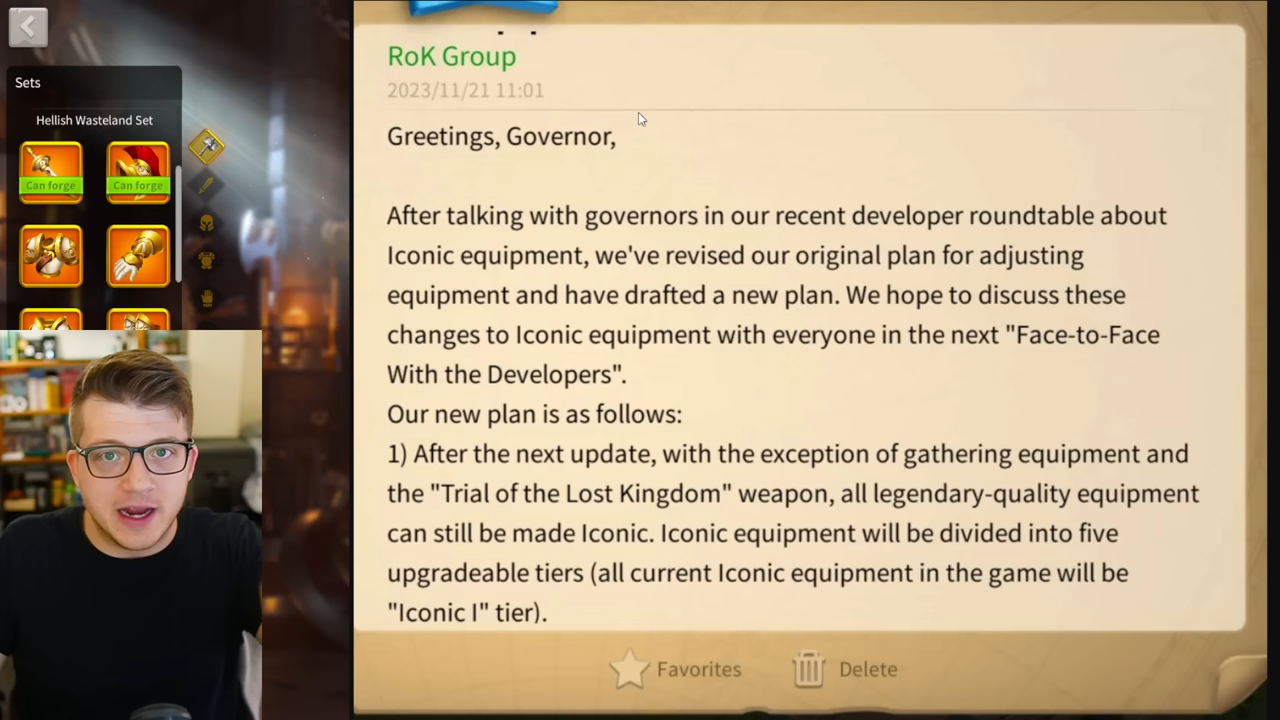 Sets
Hellish Wasteland Set
Can forge
Can forge
RoK Group
2023/11/21 11:01
Greetings, Governor,
After talking with governors in our recent developer roundtable about
Iconic equipment, we've revised our original plan for adjusting
equipment and have drafted a new plan. We hope to discuss these
changes to Iconic equipment with everyone in the next "Face-to-Face
With the Developers".
Our new plan is as follows:
1) After the next update, with the exception of gathering equipment and
the "Trial of the Lost Kingdom" weapon, all legendary-quality equipment
can still be made Iconic. Iconic equipment will be divided into five
upgradeable tiers (all current Iconic equipment in the game will be
"Iconic I" tier).
Favorites
Delete